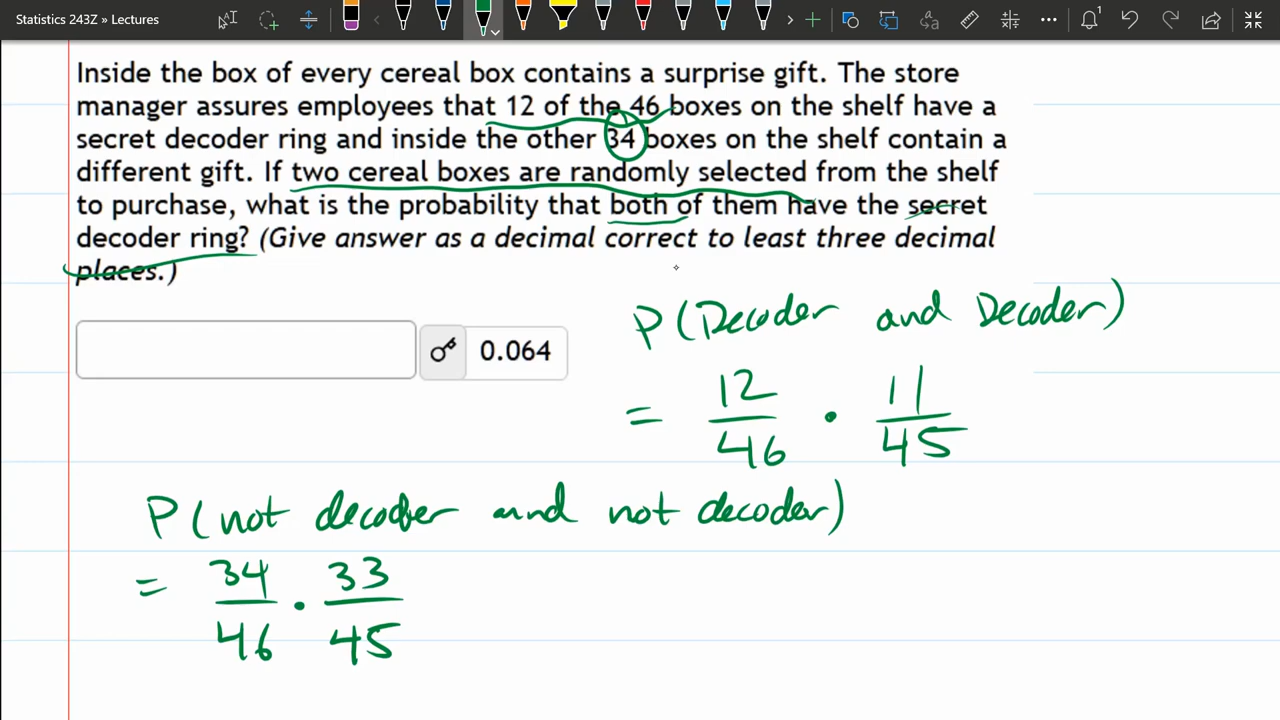 Statistics 243Z » Lectures
Inside the box of every cereal box contains a surprise gift. The store
manager assures employees that 12 of the 46 boxes on the shelf have a
secret decoder ring and inside the other 34 boxes on the shelf contain a
different gift. If two cereal boxes are randomly selected from the shelf
to purchase, what is the probability that both of them have the secret
decoder ring? (Give answer as a decimal correct to least three decimal
places.)
0.064
P(Decoder and Decoder)
= 12/46 · 11/45
P(not decoder and not decoder)
= 34/46 · 33/45